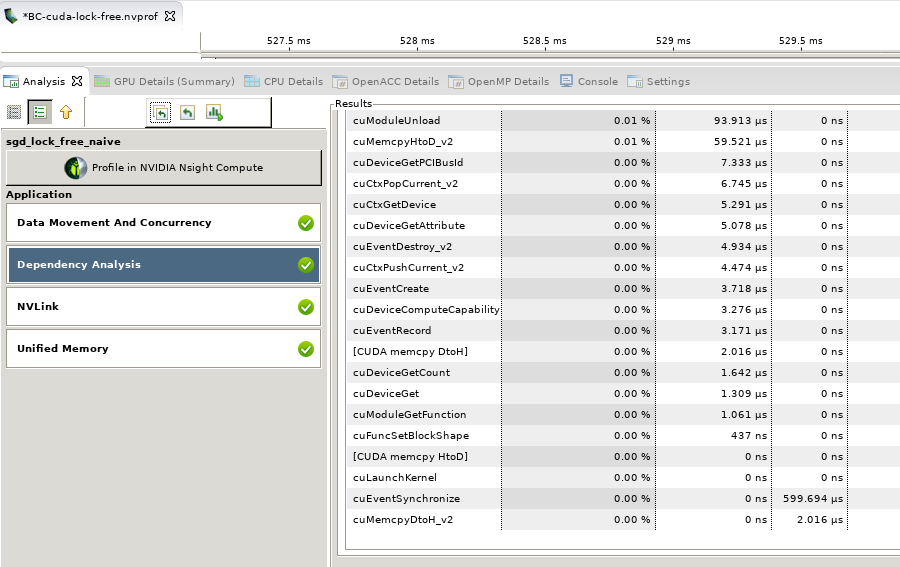 *BC-cuda-lock-free.nvprof
527.5 ms 528 ms 528.5 ms 529 ms 529.5 ms
Analysis GPU Details (Summary) CPU Details OpenACC Details OpenMP Details Console Settings
Results
sgd_lock_free_naive
Profile in NVIDIA Nsight Compute
Application
Data Movement And Concurrency
Dependency Analysis
NVLink
Unified Memory
cuModuleUnload 0.01 % 93.913 µs 0 ns
cuMemcpyHtoD_v2 0.01 % 59.521 µs 0 ns
cuDeviceGetPCIBusId 0.00 % 7.333 µs 0 ns
cuCtxPopCurrent_v2 0.00 % 6.745 µs 0 ns
cuCtxGetDevice 0.00 % 5.291 µs 0 ns
cuDeviceGetAttribute 0.00 % 5.078 µs 0 ns
cuEventDestroy_v2 0.00 % 4.934 µs 0 ns
cuCtxPushCurrent_v2 0.00 % 4.474 µs 0 ns
cuEventCreate 0.00 % 3.718 µs 0 ns
cuDeviceComputeCapability 0.00 % 3.276 µs 0 ns
cuEventRecord 0.00 % 3.171 µs 0 ns
[CUDA memcpy DtoH] 0.00 % 2.016 µs 0 ns
cuDeviceGetCount 0.00 % 1.642 µs 0 ns
cuDeviceGet 0.00 % 1.309 µs 0 ns
cuModuleGetFunction 0.00 % 1.061 µs 0 ns
cuFuncSetBlockShape 0.00 % 437 ns 0 ns
[CUDA memcpy HtoD] 0.00 % 0 ns 0 ns
cuLaunchKernel 0.00 % 0 ns 0 ns
cuEventSynchronize 0.00 % 0 ns 599.694 µs
cuMemcpyDtoH_v2 0.00 % 0 ns 2.016 µs